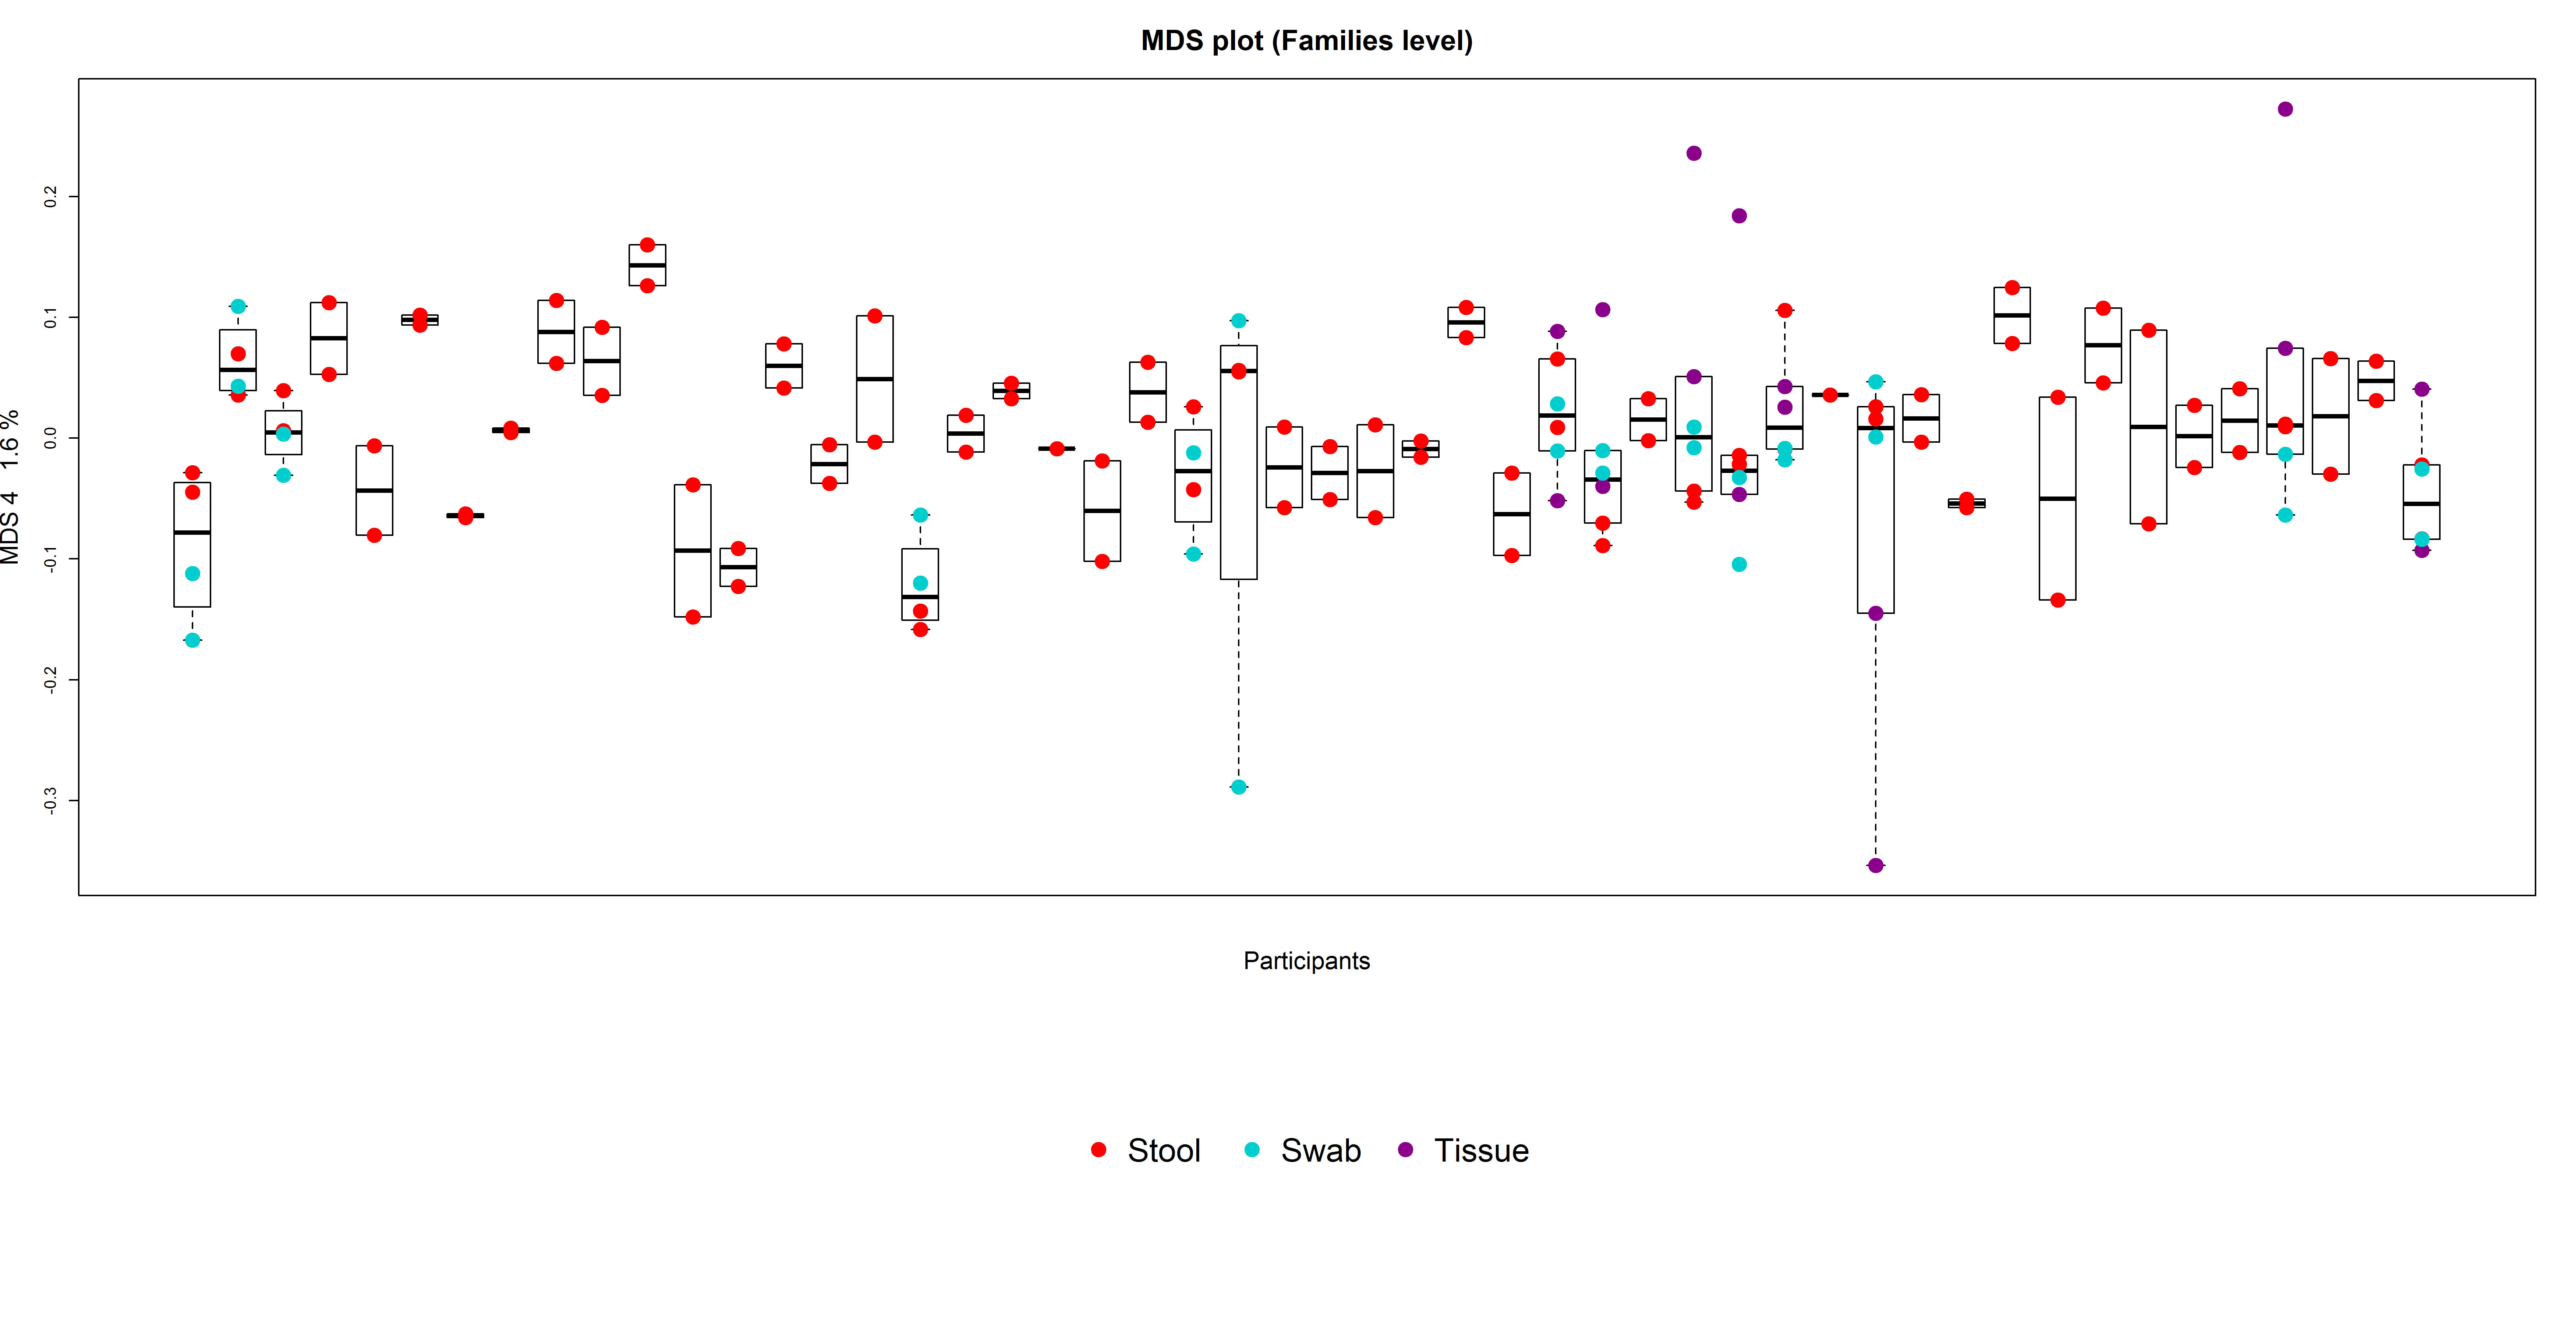 MDS plot (Families level)
MDS 4 1.6 %
0.2
0.1
0.0
-0.1
-0.2
-0.3
Participants
Stool Swab Tissue